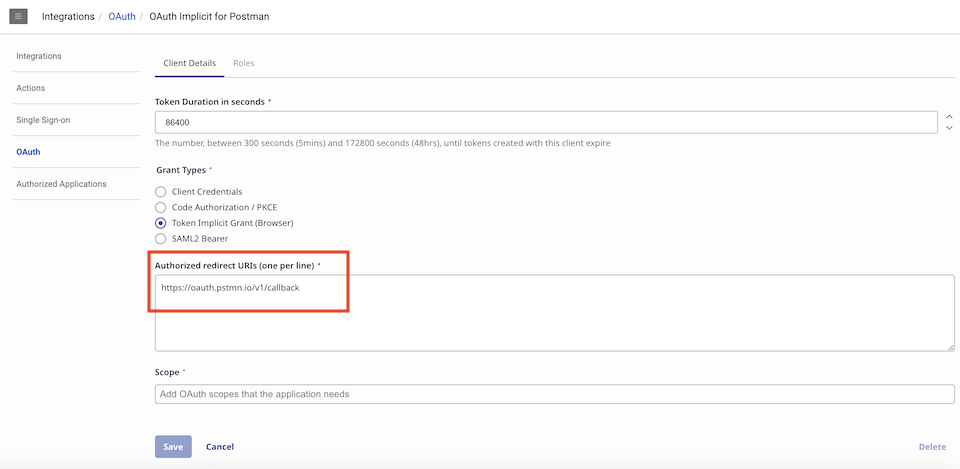 Integrations / OAuth / OAuth Implicit for Postman
Integrations
Actions
Single Sign-on
OAuth
Authorized Applications
Client Details Roles
Token Duration in seconds *
86400
The number, between 300 seconds (5mins) and 172800 seconds (48hrs), until tokens created with this client expire
Grant Types *
Client Credentials
Code Authorization / PKCE
Token Implicit Grant (Browser)
SAML2 Bearer
Authorized redirect URIs (one per line) *
https://oauth.pstmn.io/v1/callback
Scope *
Add OAuth scopes that the application needs
Save Cancel Delete